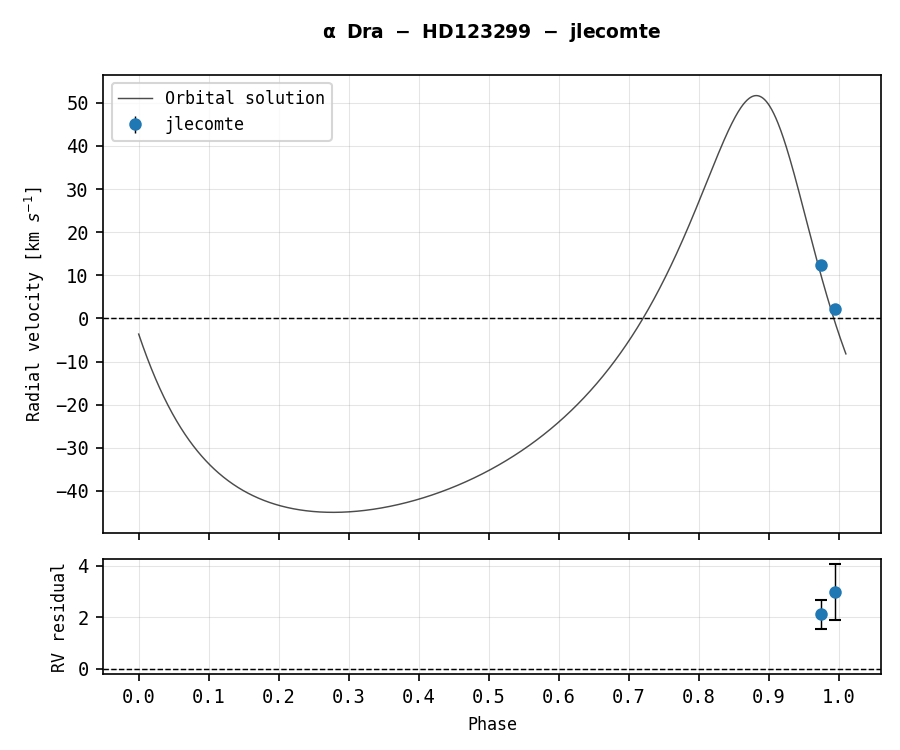 α Dra − HD123299 − jlecomte
Orbital solution
jlecomte
Radial velocity [km s⁻¹]
50
40
30
20
10
0
−10
−20
−30
−40
RV residual
4
2
0
0.0 0.1 0.2 0.3 0.4 0.5 0.6 0.7 0.8 0.9 1.0
Phase